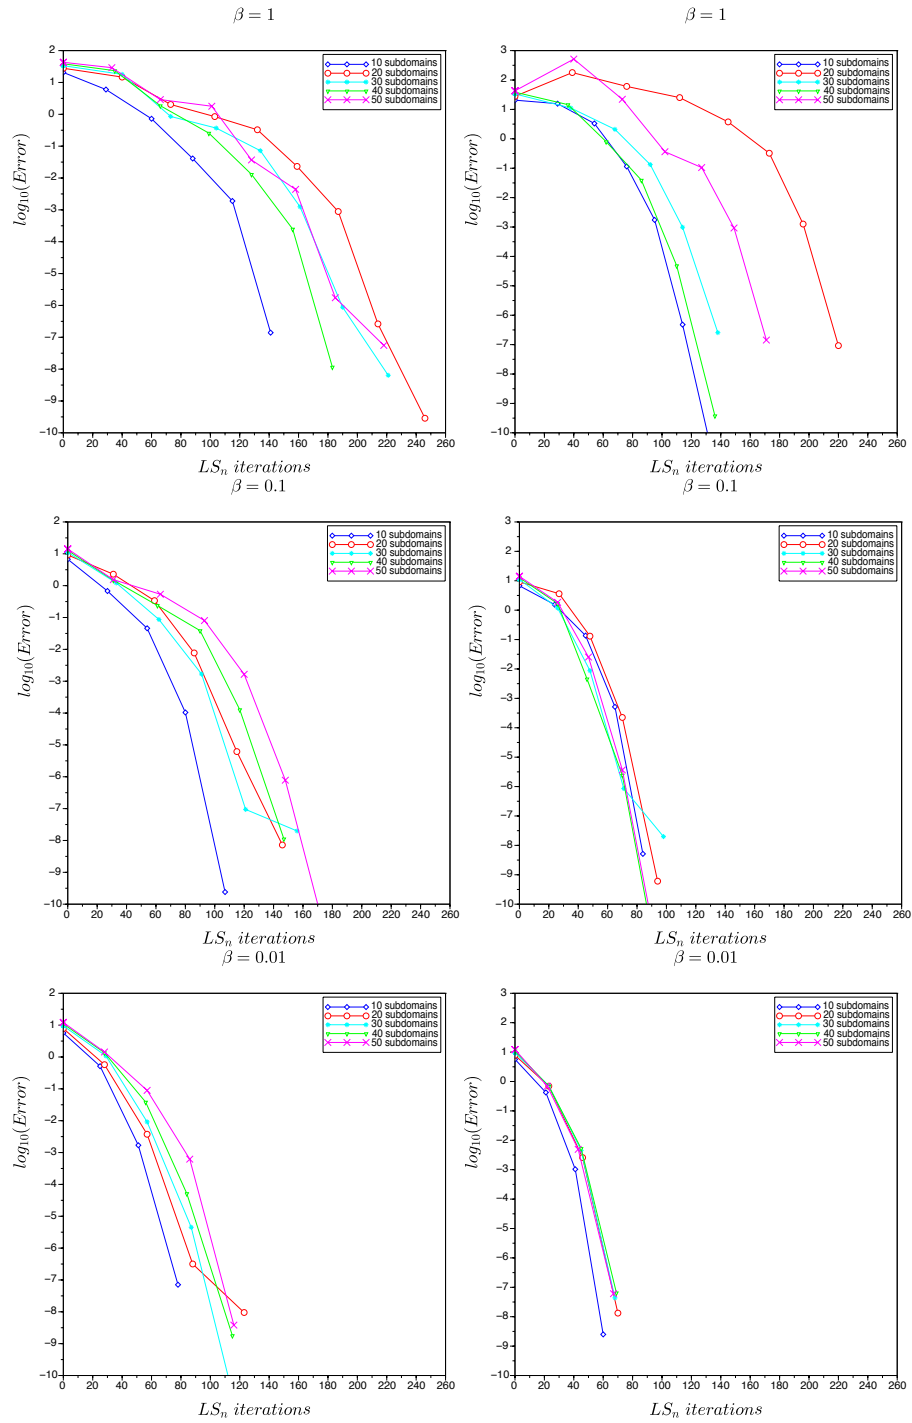 β = 1
2
1
0
−1
−2
−3
−4
−5
−6
−7
−8
−9
−10
0 20 40 60 80 100 120 140 160 180 200 220 240 260
log₁₀(Error)
LSₙ iterations
10 subdomains
20 subdomains
30 subdomains
40 subdomains
50 subdomains
β = 1
3
2
1
0
−1
−2
−3
−4
−5
−6
−7
−8
−9
−10
0 20 40 60 80 100 120 140 160 180 200 220 240 260
log₁₀(Error)
LSₙ iterations
10 subdomains
20 subdomains
30 subdomains
40 subdomains
50 subdomains
β = 0.1
2
1
0
−1
−2
−3
−4
−5
−6
−7
−8
−9
−10
0 20 40 60 80 100 120 140 160 180 200 220 240 260
log₁₀(Error)
LSₙ iterations
10 subdomains
20 subdomains
30 subdomains
40 subdomains
50 subdomains
β = 0.1
3
2
1
0
−1
−2
−3
−4
−5
−6
−7
−8
−9
−10
0 20 40 60 80 100 120 140 160 180 200 220 240 260
log₁₀(Error)
LSₙ iterations
10 subdomains
20 subdomains
30 subdomains
40 subdomains
50 subdomains
β = 0.01
2
1
0
−1
−2
−3
−4
−5
−6
−7
−8
−9
−10
0 20 40 60 80 100 120 140 160 180 200 220 240 260
log₁₀(Error)
LSₙ iterations
10 subdomains
20 subdomains
30 subdomains
40 subdomains
50 subdomains
β = 0.01
3
2
1
0
−1
−2
−3
−4
−5
−6
−7
−8
−9
−10
0 20 40 60 80 100 120 140 160 180 200 220 240 260
log₁₀(Error)
LSₙ iterations
10 subdomains
20 subdomains
30 subdomains
40 subdomains
50 subdomains